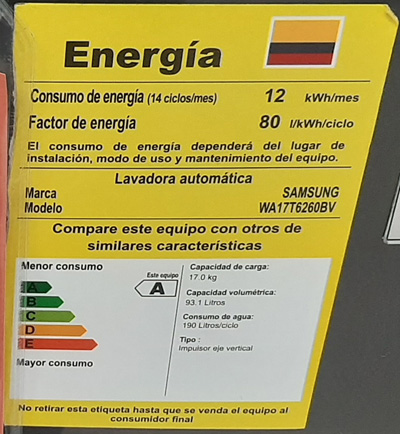 Energía
Consumo de energía (14 ciclos/mes) 12 kWh/mes
Factor de energía 80 l/kWh/ciclo
El consumo de energía dependerá del lugar de
instalación, modo de uso y mantenimiento del equipo.
Lavadora automática
Marca SAMSUNG
Modelo WA17T6260BV
Compare este equipo con otros de
similares características
Menor consumo
Este equipo
A
A
B
C
D
E
Mayor consumo
Capacidad de carga:
17.0 kg
Capacidad volumétrica:
93.1 Litros
Consumo de agua:
190 Litros/ciclo
Tipo :
Impulsor eje vertical
No retirar esta etiqueta hasta que se venda el equipo al
consumidor final